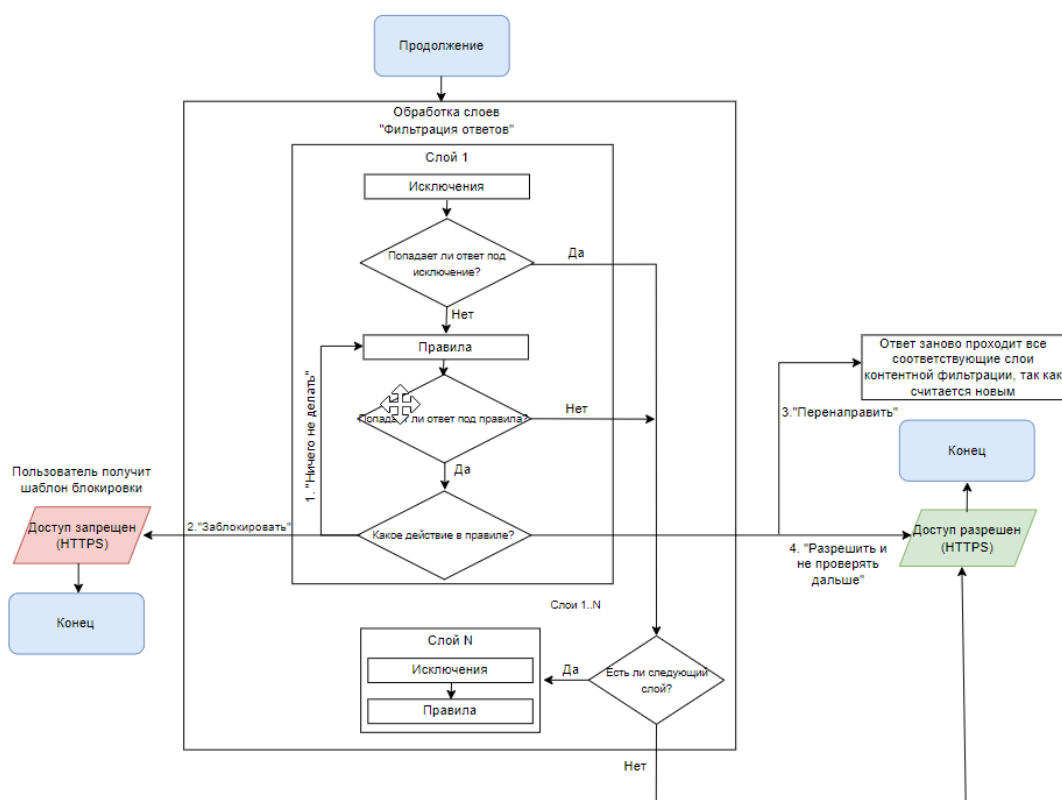 Продолжение
Обработка слоев
"Фильтрация ответов"
Слой 1
Исключения
Попадает ли ответ под
исключение?
Да
Нет
Правила
Ответ заново проходит все
соответствующие слои
контентной фильтрации, так как
считается новым
1. "Ничего не делать"
Попадает ли ответ под правила?
Нет
3."Перенаправить"
Да
Конец
Пользователь получит
шаблон блокировки
Доступ запрещен
(HTTPS)
2."Заблокировать"
Какое действие в правиле?
Доступ разрешен
(HTTPS)
4. "Разрешить и
не проверять
дальше"
Конец
Слои 1..N
Слой N
Исключения
Правила
Да
Есть ли следующий
слой?
Нет